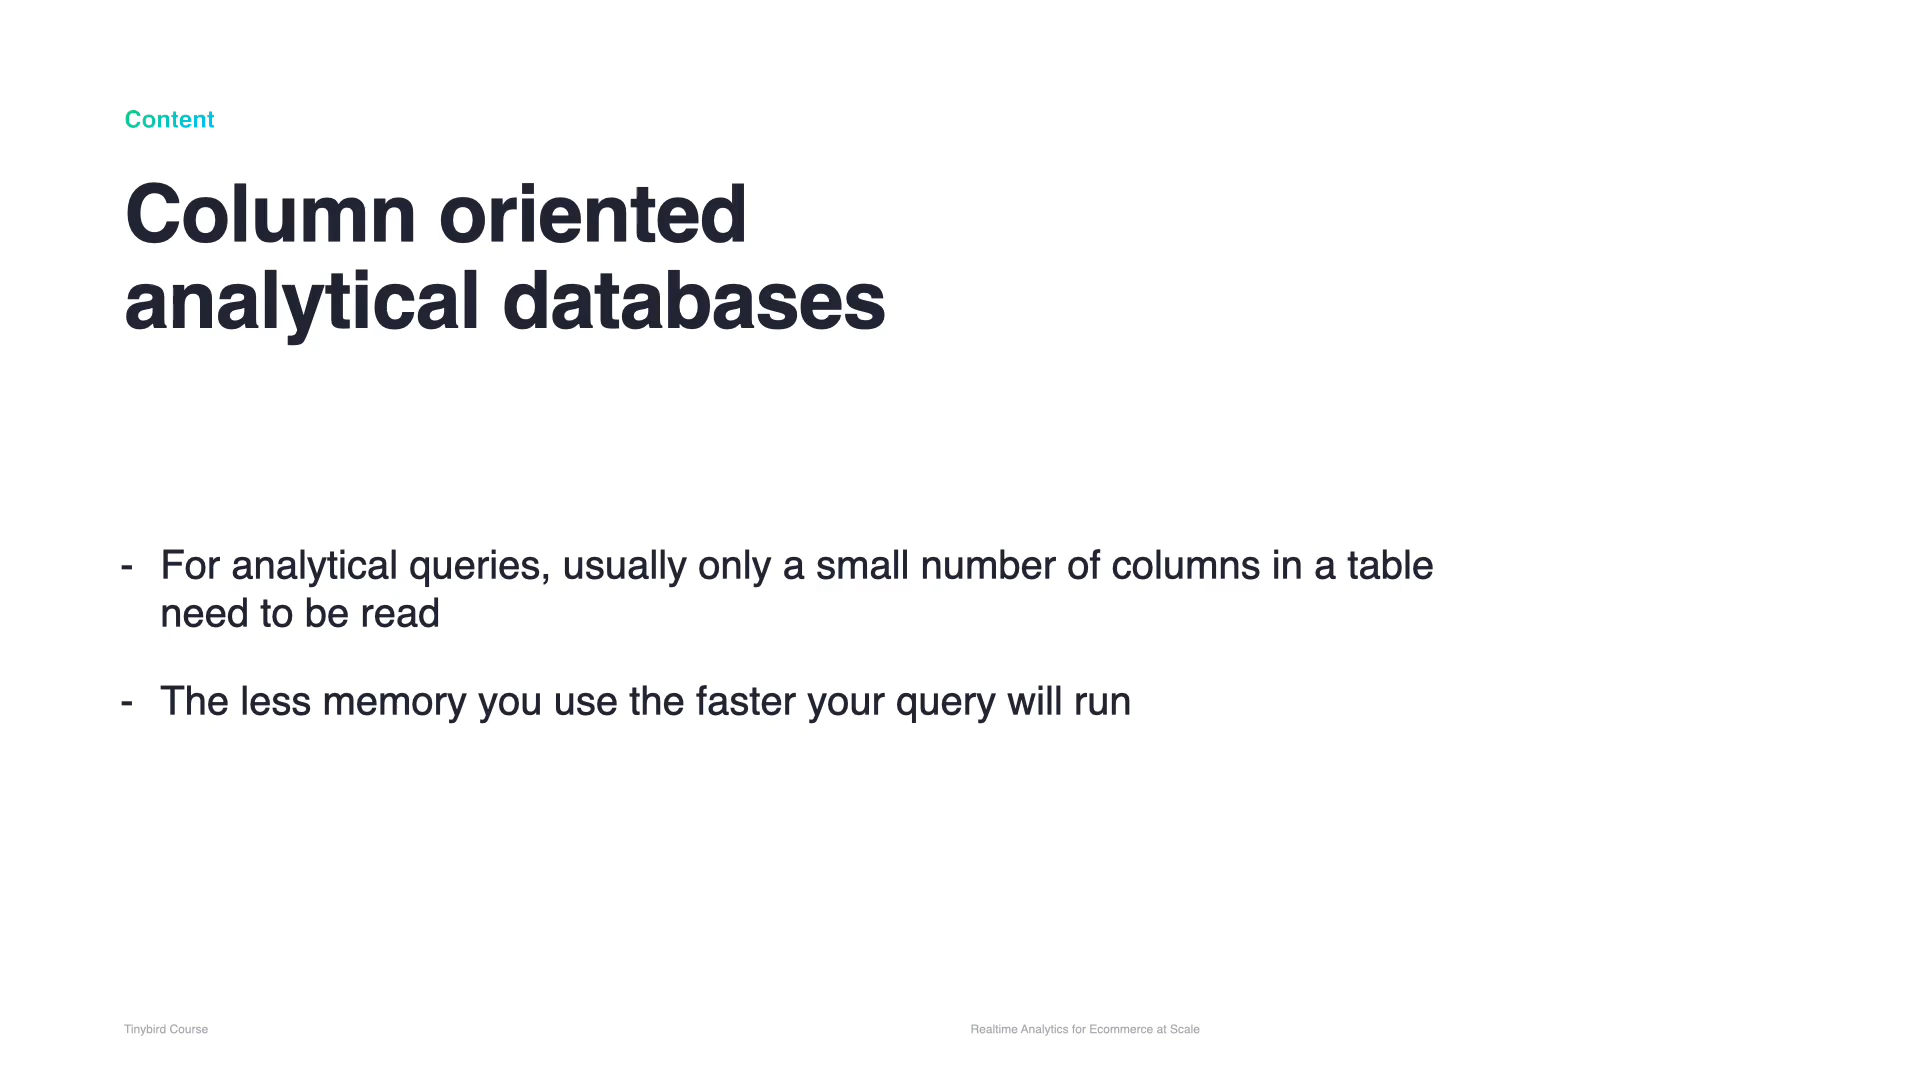 Content
Column oriented
analytical databases
- For analytical queries, usually only a small number of columns in a table
need to be read
- The less memory you use the faster your query will run
Tinybird Course
Realtime Analytics for Ecommerce at Scale